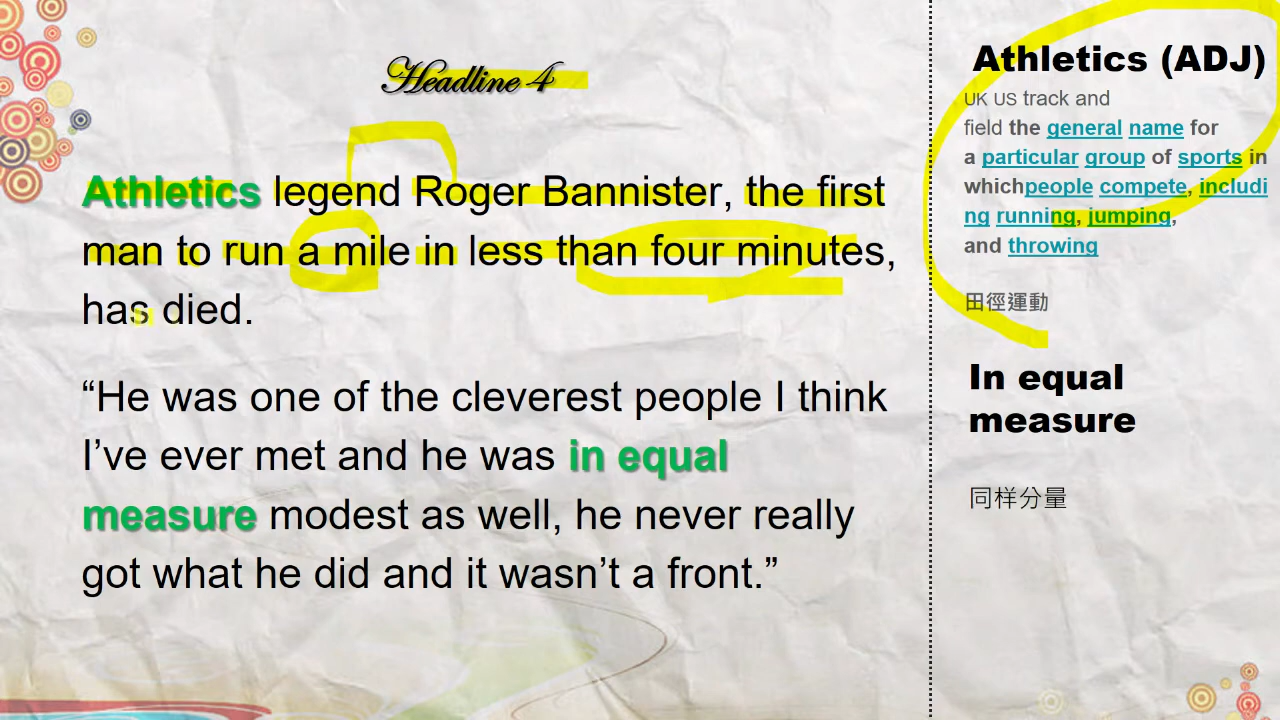 Headline 4
Athletics legend Roger Bannister, the first
man to run a mile in less than four minutes,
has died.
“He was one of the cleverest people I think
I’ve ever met and he was in equal
measure modest as well, he never really
got what he did and it wasn’t a front.”
Athletics (ADJ)
UK US track and
field the general name for
a particular group of sports in
whichpeople compete, includi
ng running, jumping,
and throwing
田徑運動
In equal
measure
同样分量